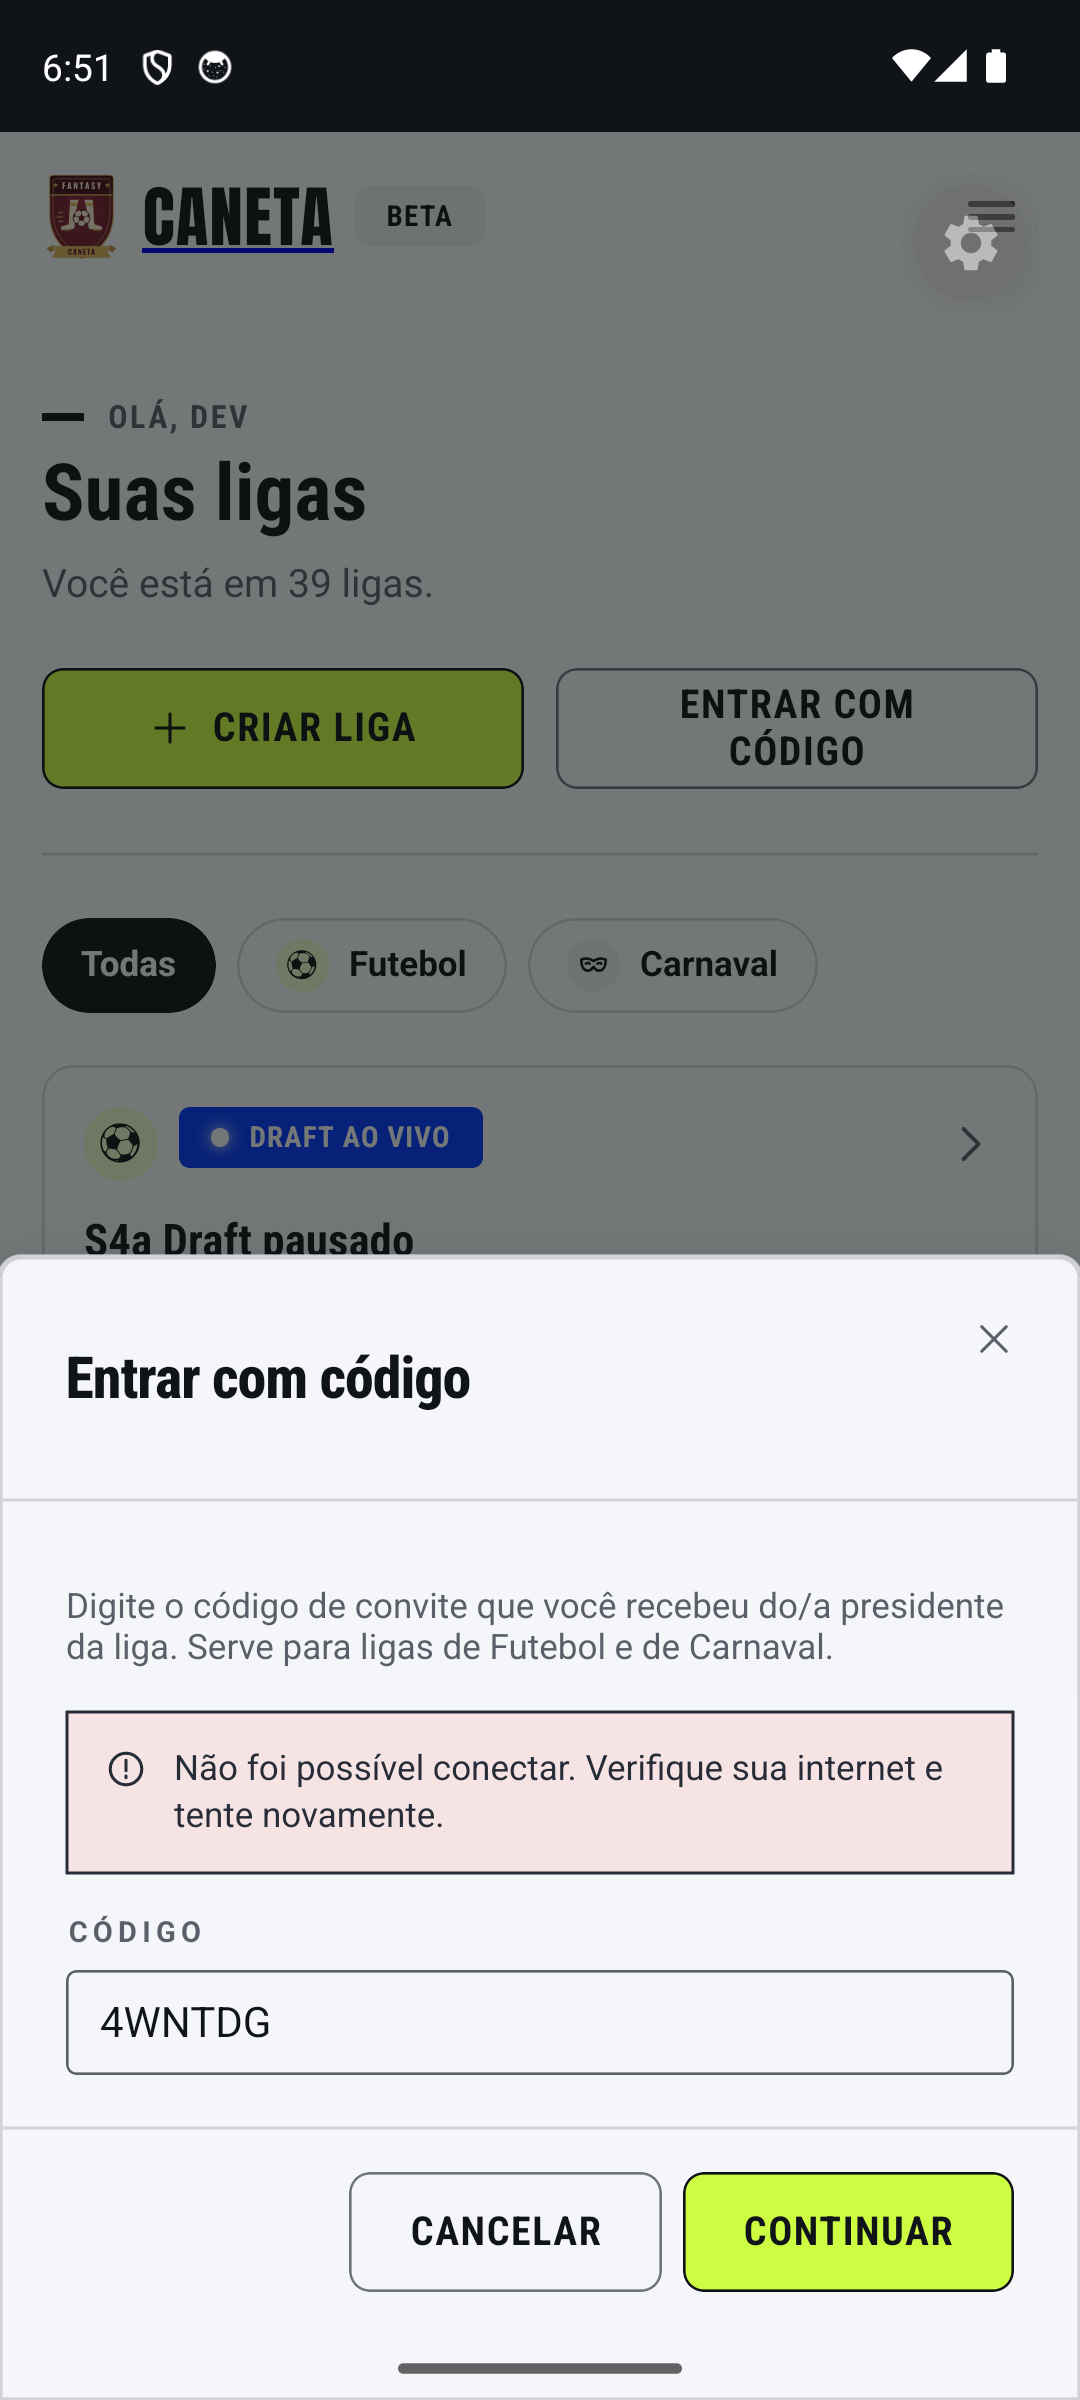 6:51
FANTASY
CANETA
CANETA
BETA
OLÁ, DEV
Suas ligas
Você está em 39 ligas.
CRIAR LIGA
ENTRAR COM
CÓDIGO
Todas
Futebol
Carnaval
DRAFT AO VIVO
S4a Draft pausado
Entrar com código
Digite o código de convite que você recebeu do/a presidente
da liga. Serve para ligas de Futebol e de Carnaval.
Não foi possível conectar. Verifique sua internet e
tente novamente.
CÓDIGO
4WNTDG
CANCELAR
CONTINUAR